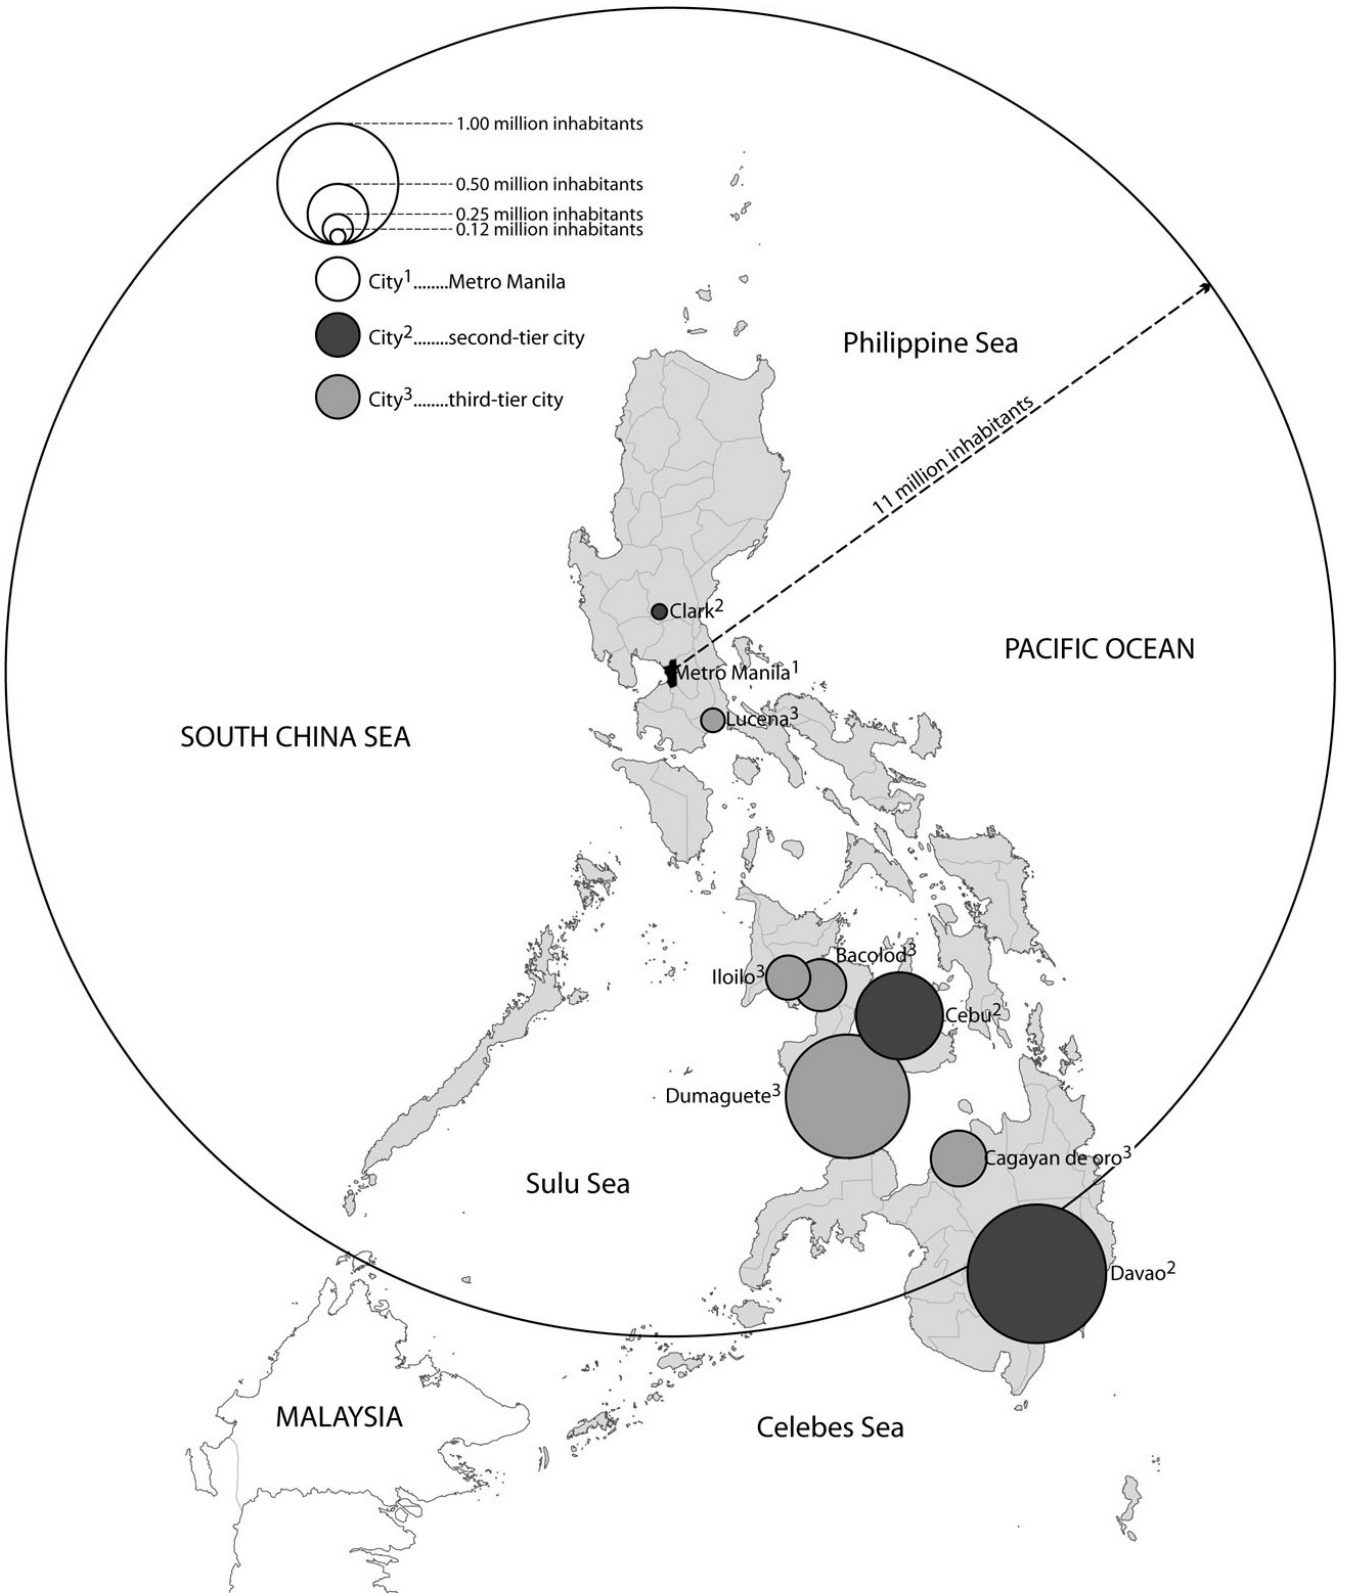 1.00 million inhabitants
0.50 million inhabitants
0.25 million inhabitants
0.12 million inhabitants
City1........Metro Manila
City2........second-tier city
City3........third-tier city
Philippine Sea
11 million inhabitants
Clark2
PACIFIC OCEAN
Metro Manila1
Lucena3
SOUTH CHINA SEA
Bacolod3
Iloilo3
Cebu2
Dumaguete3
Cagayan de oro3
Sulu Sea
Davao2
MALAYSIA
Celebes Sea